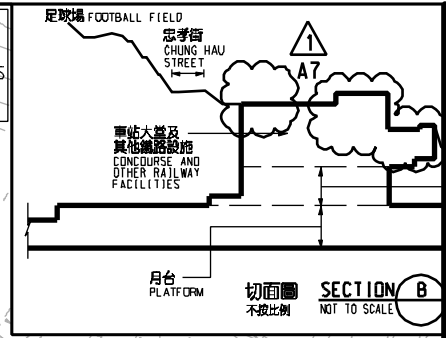 足球場 FOOTBALL FIELD
忠孝街
CHUNG HAU
STREET
1
A7
車站大堂及
其他鐵路設施
CONCOURSE AND
OTHER RAILWAY
FACILITIES
月台
PLATFORM
切面圖 SECTION B
不按比例 NOT TO SCALE